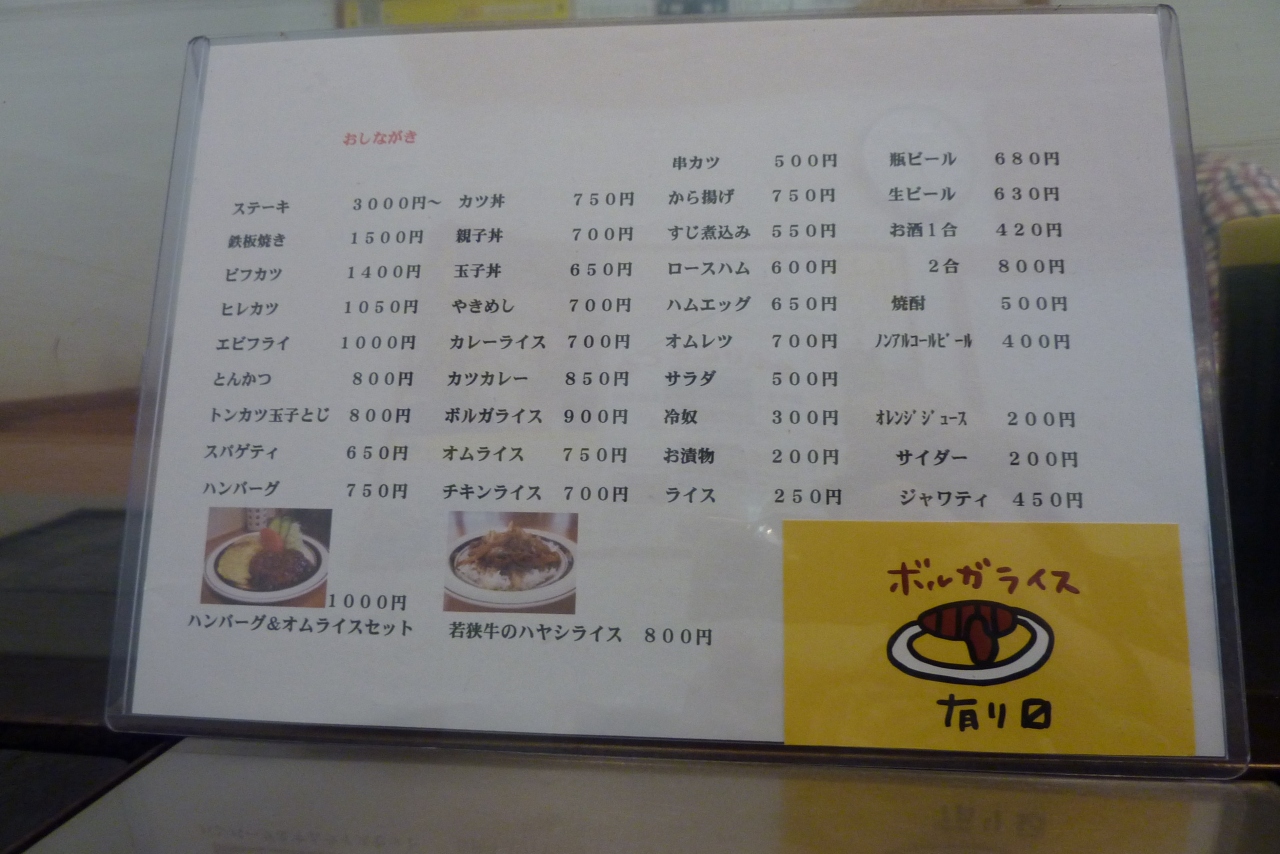 おしながき
ステーキ 3000円～
鉄板焼き 1500円
ビフカツ 1400円
ヒレカツ 1050円
エビフライ 1000円
とんかつ 800円
トンカツ玉子とじ 800円
スパゲティ 650円
ハンバーグ 750円
カツ丼 750円
親子丼 700円
玉子丼 650円
やきめし 700円
カレーライス 700円
カツカレー 850円
ボルガライス 900円
オムライス 750円
チキンライス 700円
串カツ 500円
から揚げ 750円
すじ煮込み 550円
ロースハム 600円
ハムエッグ 650円
オムレツ 700円
サラダ 500円
冷奴 300円
お漬物 200円
ライス 250円
瓶ビール 680円
生ビール 630円
お酒1合 420円
2合 800円
焼酎 500円
ﾉﾝｱﾙｺｰﾙﾋﾞｰﾙ 400円
ｵﾚﾝｼﾞｼﾞｭｰｽ 200円
サイダー 200円
ジャワティ 450円
1000円
ハンバーグ&オムライスセット
若狭牛のハヤシライス 800円
ボルガライス
有り〼